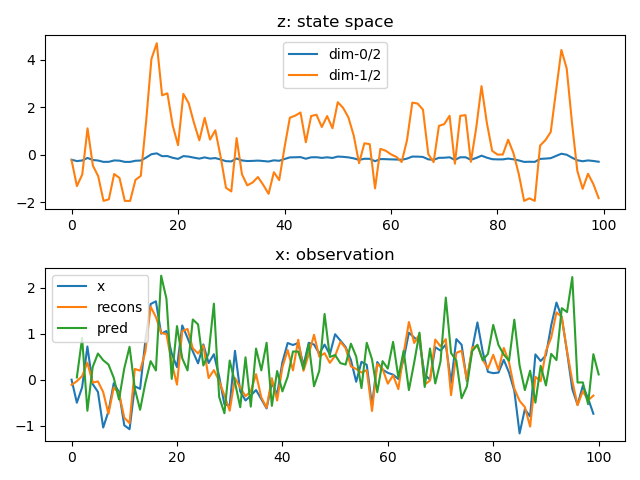 z: state space
4
2
0
−2
dim-0/2
dim-1/2
0 20 40 60 80 100
x: observation
2
1
0
−1
x
recons
pred
0 20 40 60 80 100